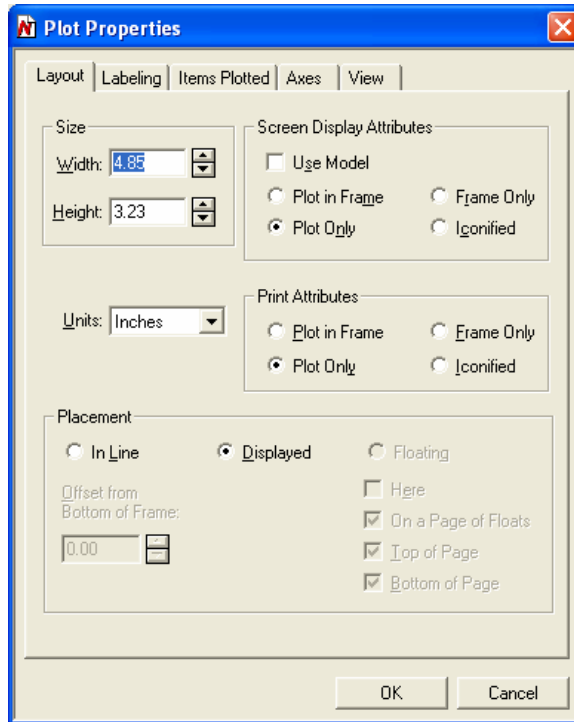 Plot Properties
Layout Labeling Items Plotted Axes View
Size
Width: 4.85
Height: 3.23
Screen Display Attributes
Use Model
Plot in Frame Frame Only
Plot Only Iconified
Units: Inches
Print Attributes
Plot in Frame Frame Only
Plot Only Iconified
Placement
In Line Displayed Floating
Offset from
Bottom of Frame:
0.00
Here
On a Page of Floats
Top of Page
Bottom of Page
OK Cancel